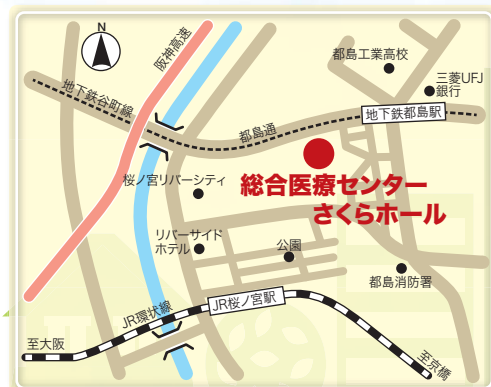 N
阪神高速
都島工業高校
三菱UFJ
銀行
地下鉄谷町線
地下鉄都島駅
都島通
総合医療センター
さくらホール
桜ノ宮リバーシティ
リバーサイド
ホテル
公園
都島消防署
JR環状線
JR桜ノ宮駅
至大阪
至京橋